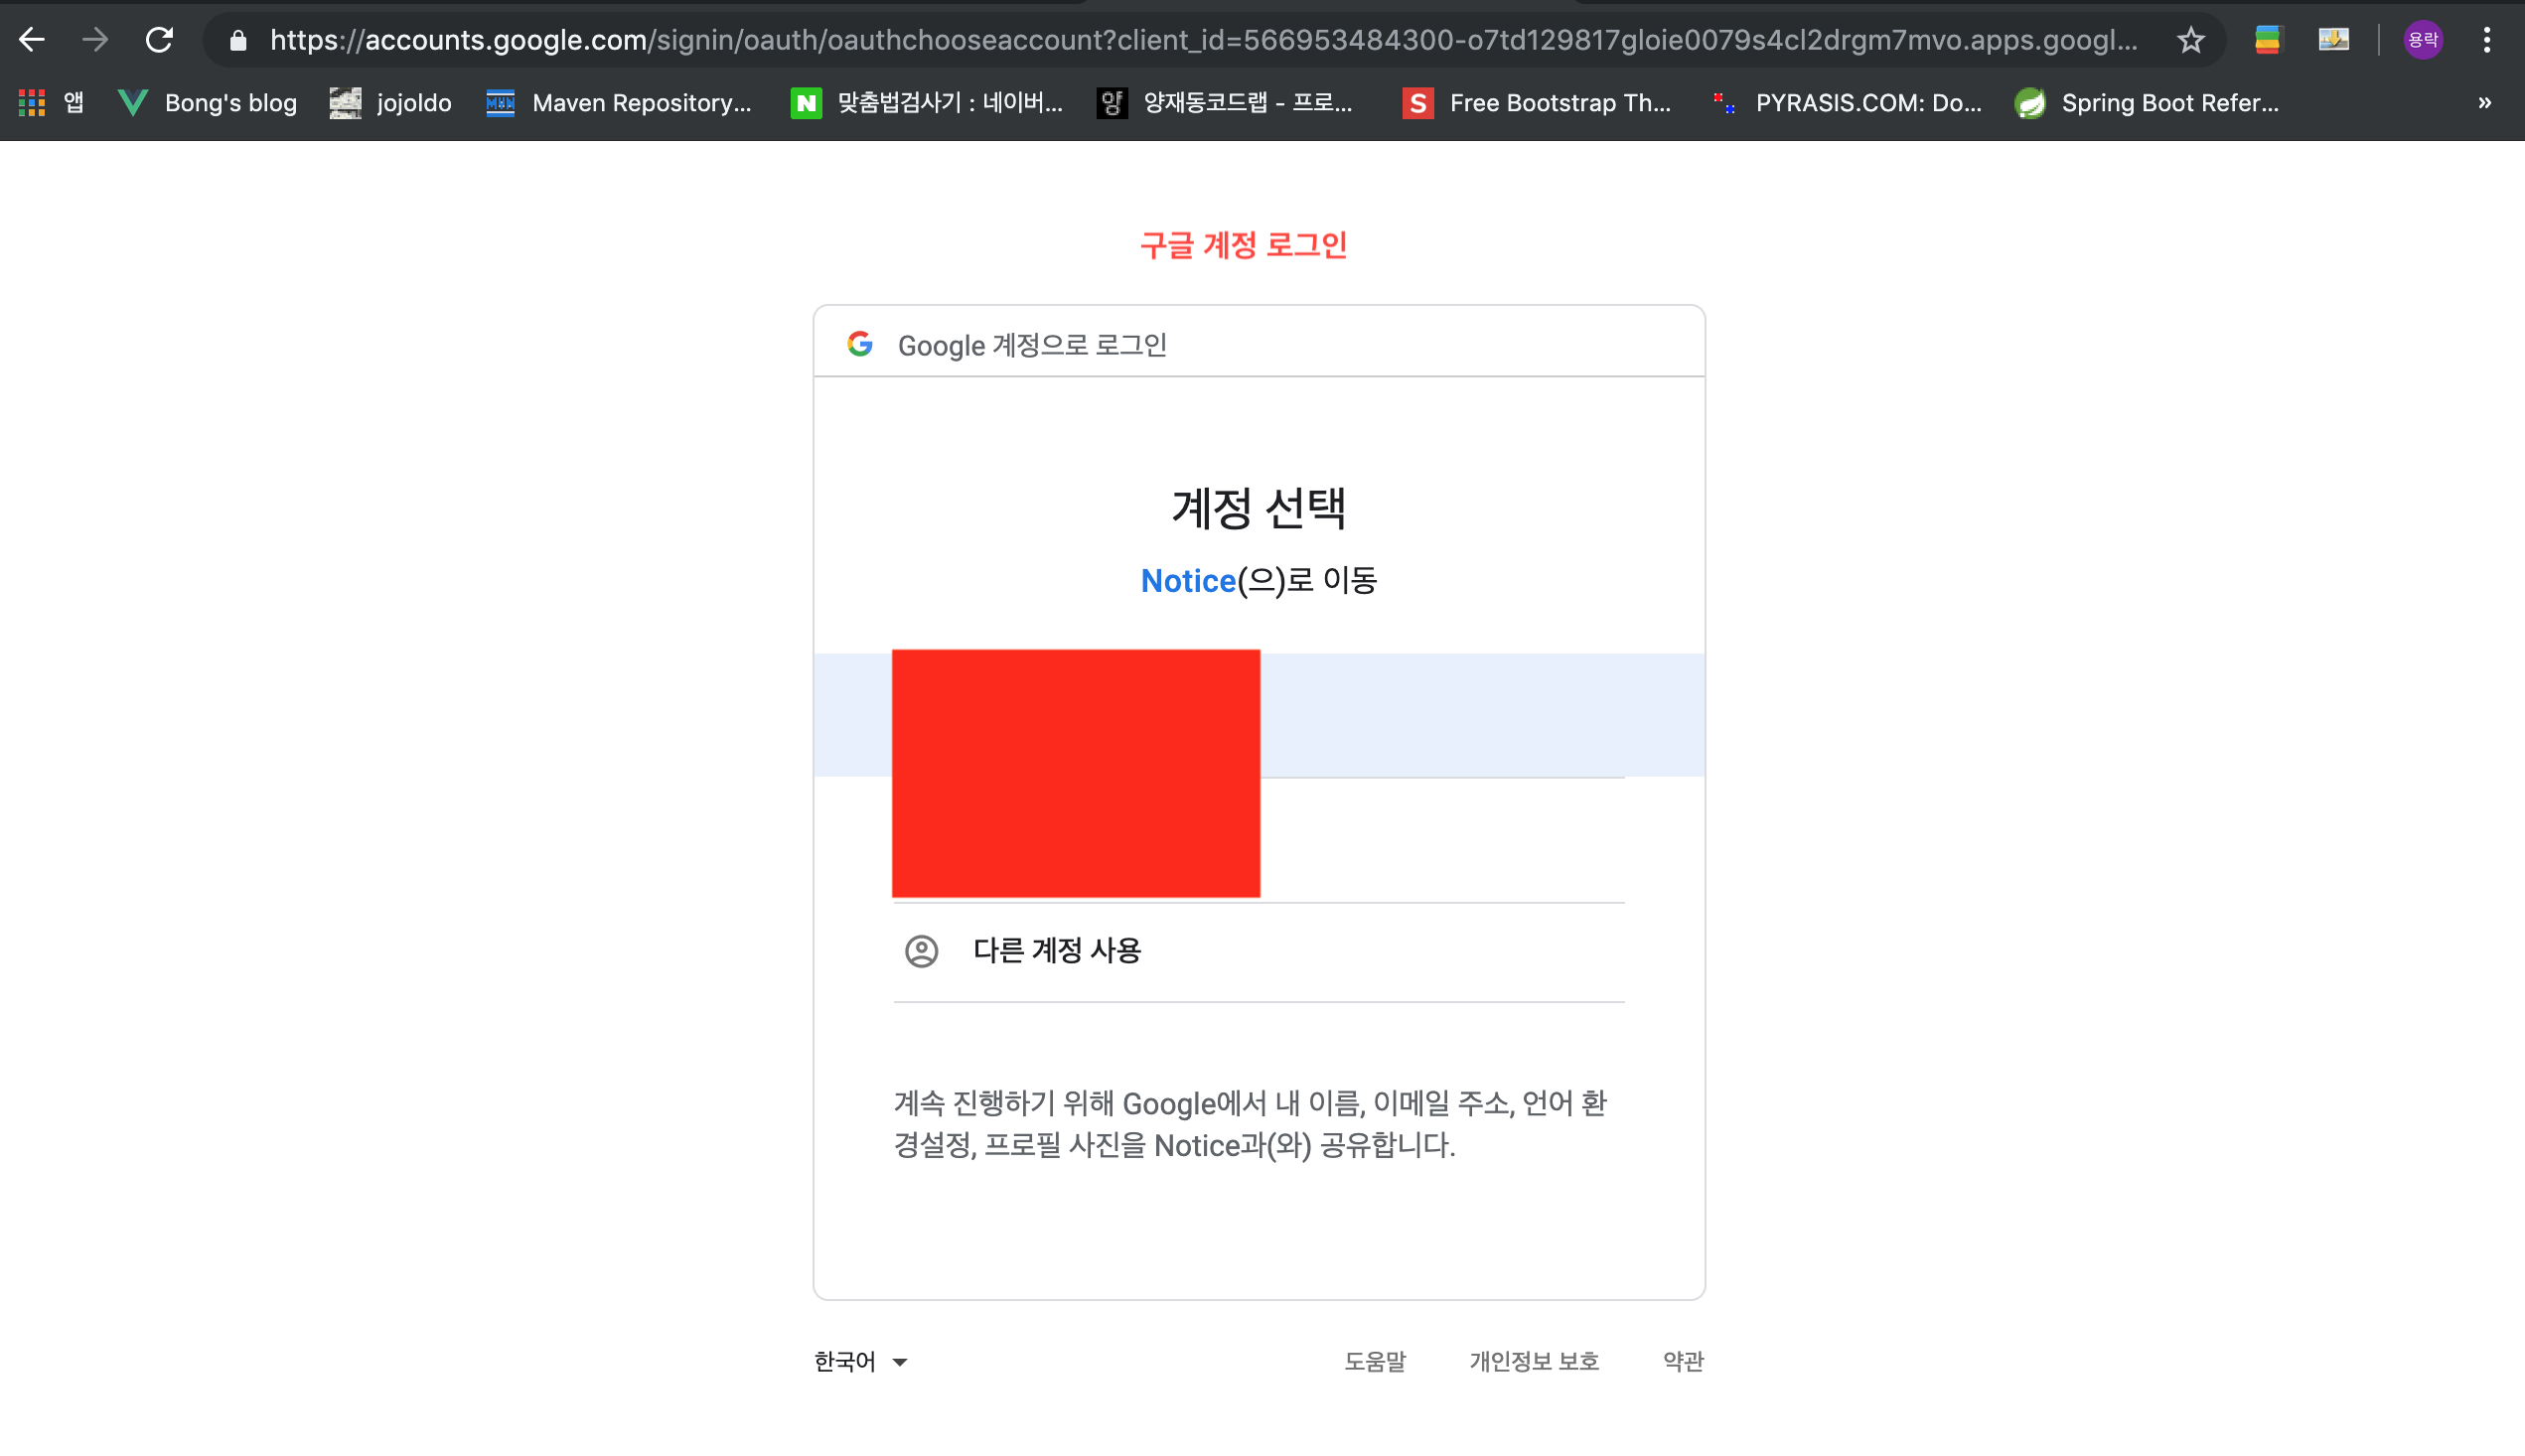 https://accounts.google.com/signin/oauth/oauthchooseaccount?client_id=566953484300-o7td129817gloie0079s4cl2drgm7mvo.apps.googl...
용락
앱 Bong's blog jojoldo Maven Repository... 맞춤법검사기 : 네이버... 양재동코드랩 - 프로... Free Bootstrap Th... PYRASIS.COM: Do... Spring Boot Refer... »
구글 계정 로그인
Google 계정으로 로그인
계정 선택
Notice(으)로 이동
다른 계정 사용
계속 진행하기 위해 Google에서 내 이름, 이메일 주소, 언어 환
경설정, 프로필 사진을 Notice과(와) 공유합니다.
한국어 도움말 개인정보 보호 약관